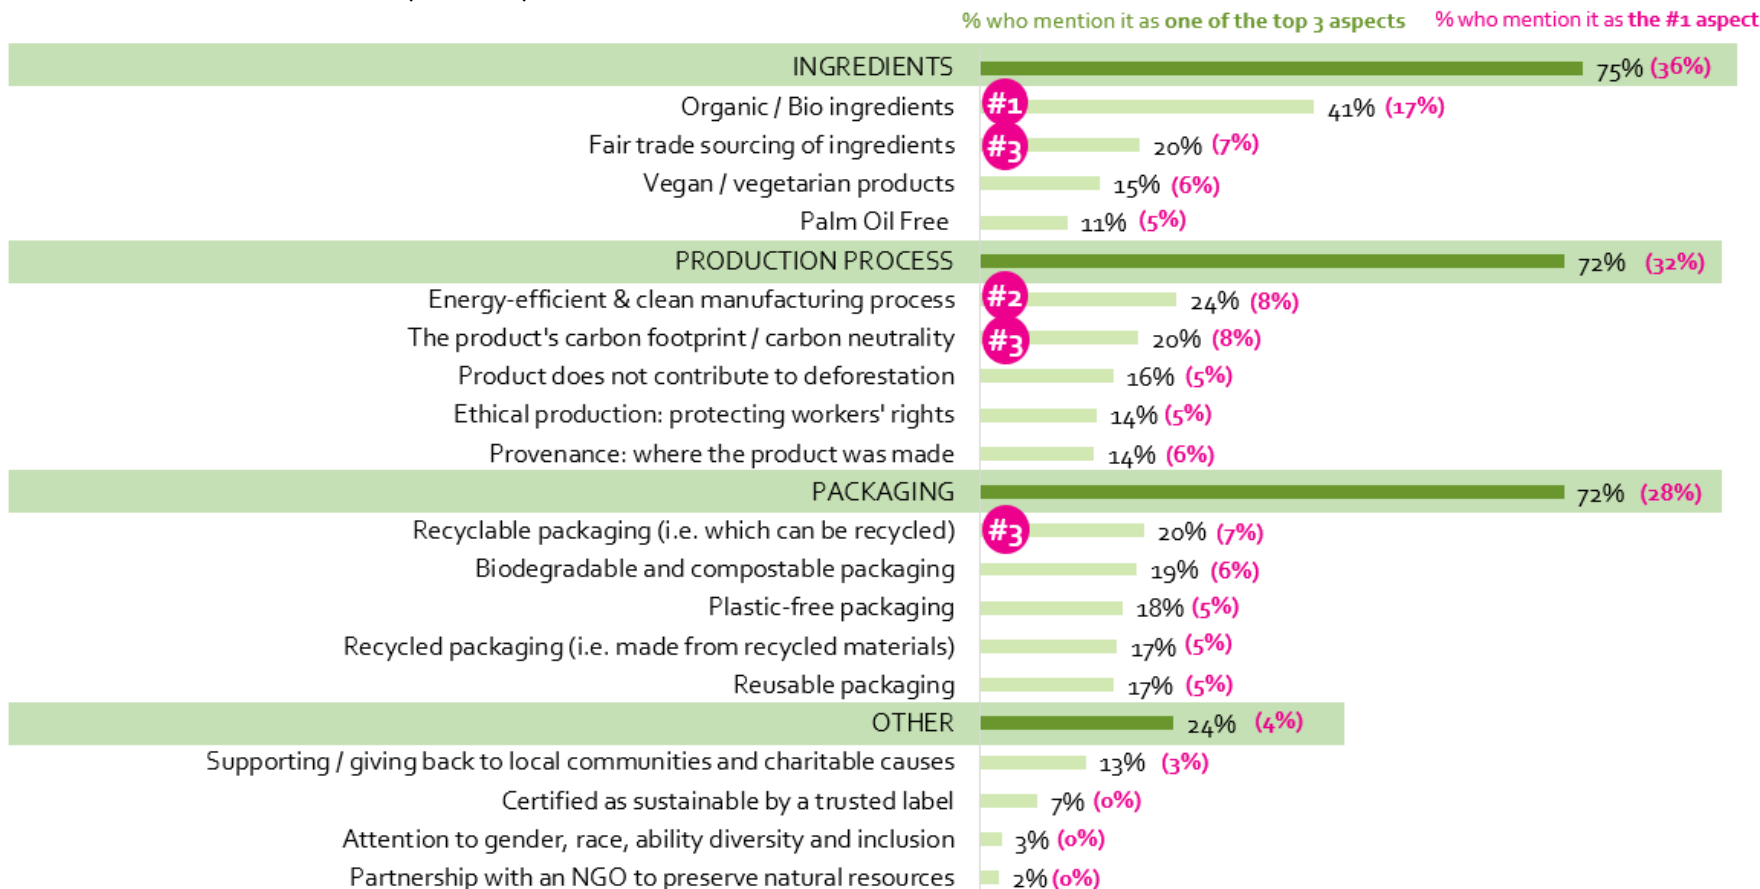 % who mention it as one of the top 3 aspects % who mention it as the #1 aspect
INGREDIENTS 75% (36%)
Organic / Bio ingredients #1 41% (17%)
Fair trade sourcing of ingredients #3 20% (7%)
Vegan / vegetarian products 15% (6%)
Palm Oil Free 11% (5%)
PRODUCTION PROCESS 72% (32%)
Energy-efficient & clean manufacturing process #2 24% (8%)
The product's carbon footprint / carbon neutrality #3 20% (8%)
Product does not contribute to deforestation 16% (5%)
Ethical production: protecting workers' rights 14% (5%)
Provenance: where the product was made 14% (6%)
PACKAGING 72% (28%)
Recyclable packaging (i.e. which can be recycled) #3 20% (7%)
Biodegradable and compostable packaging 19% (6%)
Plastic-free packaging 18% (5%)
Recycled packaging (i.e. made from recycled materials) 17% (5%)
Reusable packaging 17% (5%)
OTHER 24% (4%)
Supporting / giving back to local communities and charitable causes 13% (3%)
Certified as sustainable by a trusted label 7% (0%)
Attention to gender, race, ability diversity and inclusion 3% (0%)
Partnership with an NGO to preserve natural resources 2% (0%)